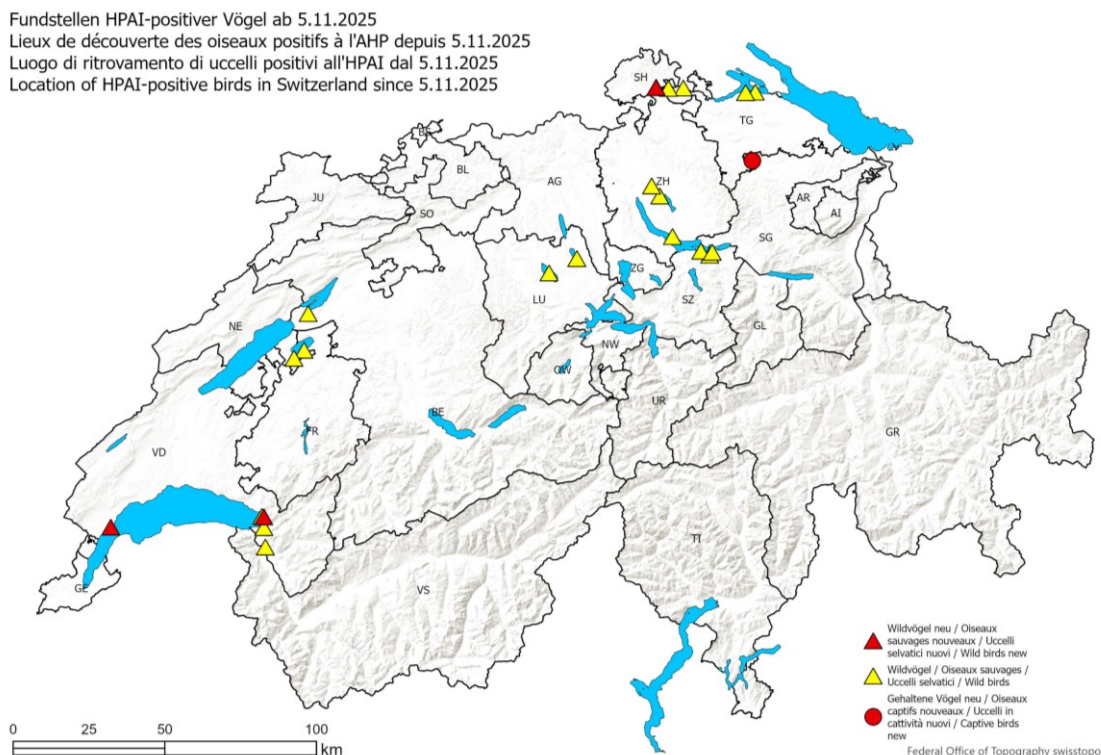 Fundstellen HPAI-positiver Vögel ab 5.11.2025
Lieux de découverte des oiseaux positifs à l'AHP depuis 5.11.2025
Luogo di ritrovamento di uccelli positivi all'HPAI dal 5.11.2025
Location of HPAI-positive birds in Switzerland since 5.11.2025
SH
TG
BL
AG
ZH
JU
SO
AR
AI
SG
ZG
LU
SZ
NE
GL
NW
OW
UR
BE
FR
GR
VD
TI
GE
VS
Wildvögel neu / Oiseaux
sauvages nouveaux / Uccelli
selvatici nuovi / Wild birds new
Wildvögel / Oiseaux sauvages /
Uccelli selvatici / Wild birds
Gehaltene Vögel neu / Oiseaux
captifs nouveaux / Uccelli in
cattività nuovi / Captive birds
new
0 25 50 100
km
Federal Office of Topography swisstopo